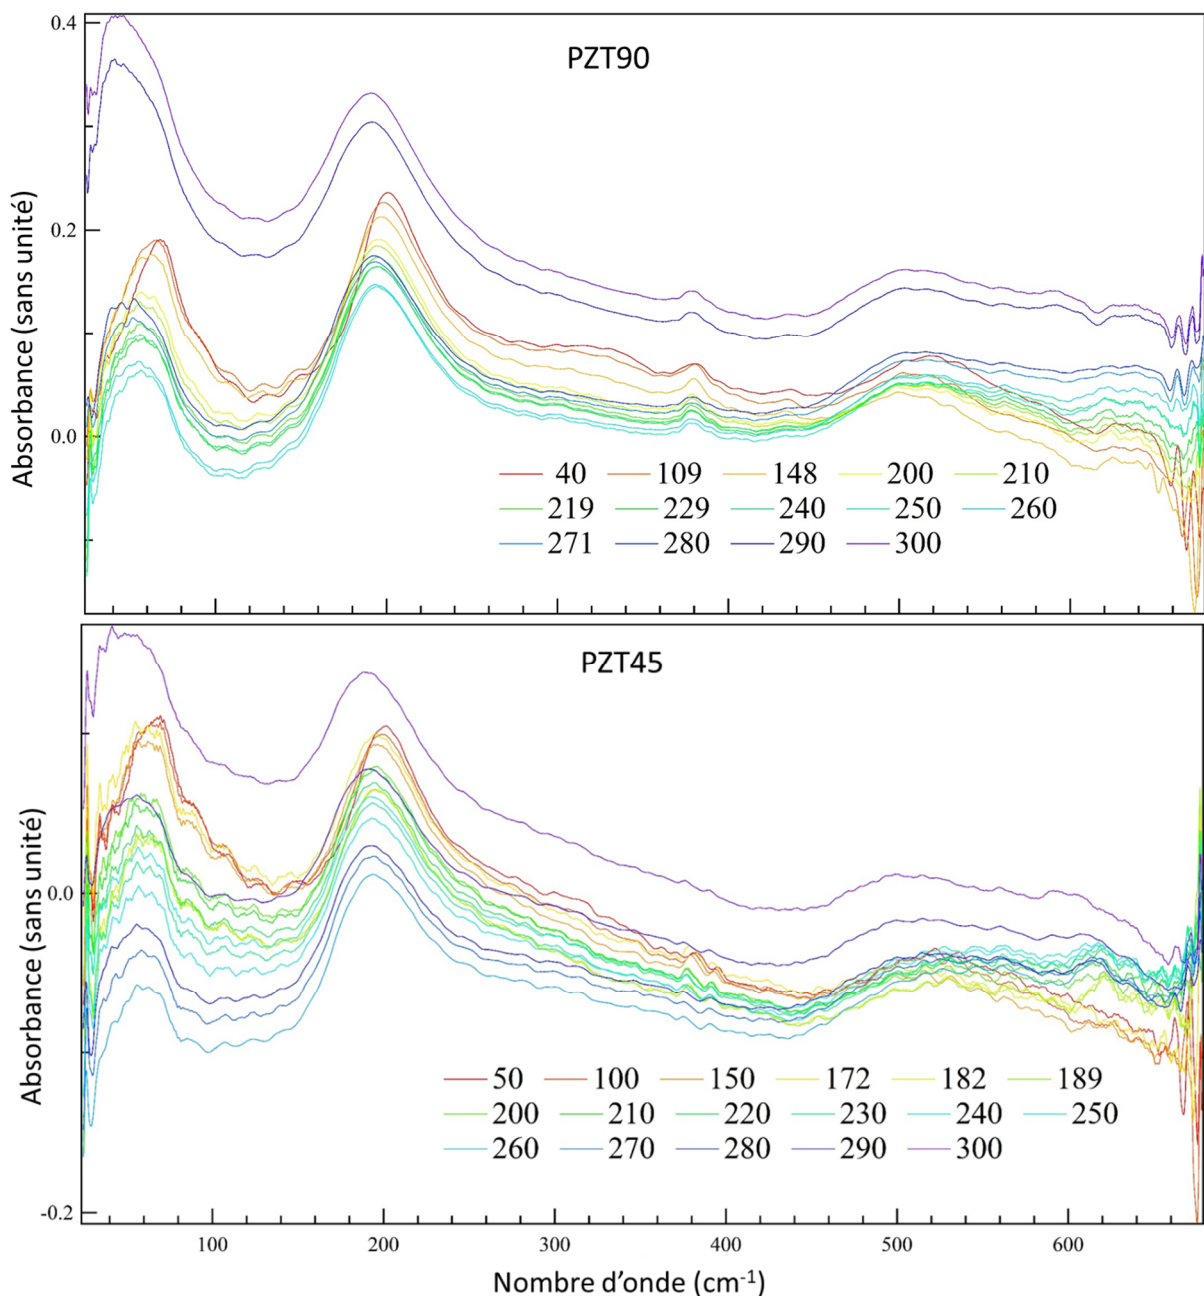 0.4
PZT90
0.2
0.0
Absorbance (sans unité)
40 109 148 200 210
219 229 240 250 260
271 280 290 300
PZT45
0.0
Absorbance (sans unité)
50 100 150 172 182 189
200 210 220 230 240 250
260 270 280 290 300
-0.2
100 200 300 400 500 600
Nombre d’onde (cm-1)